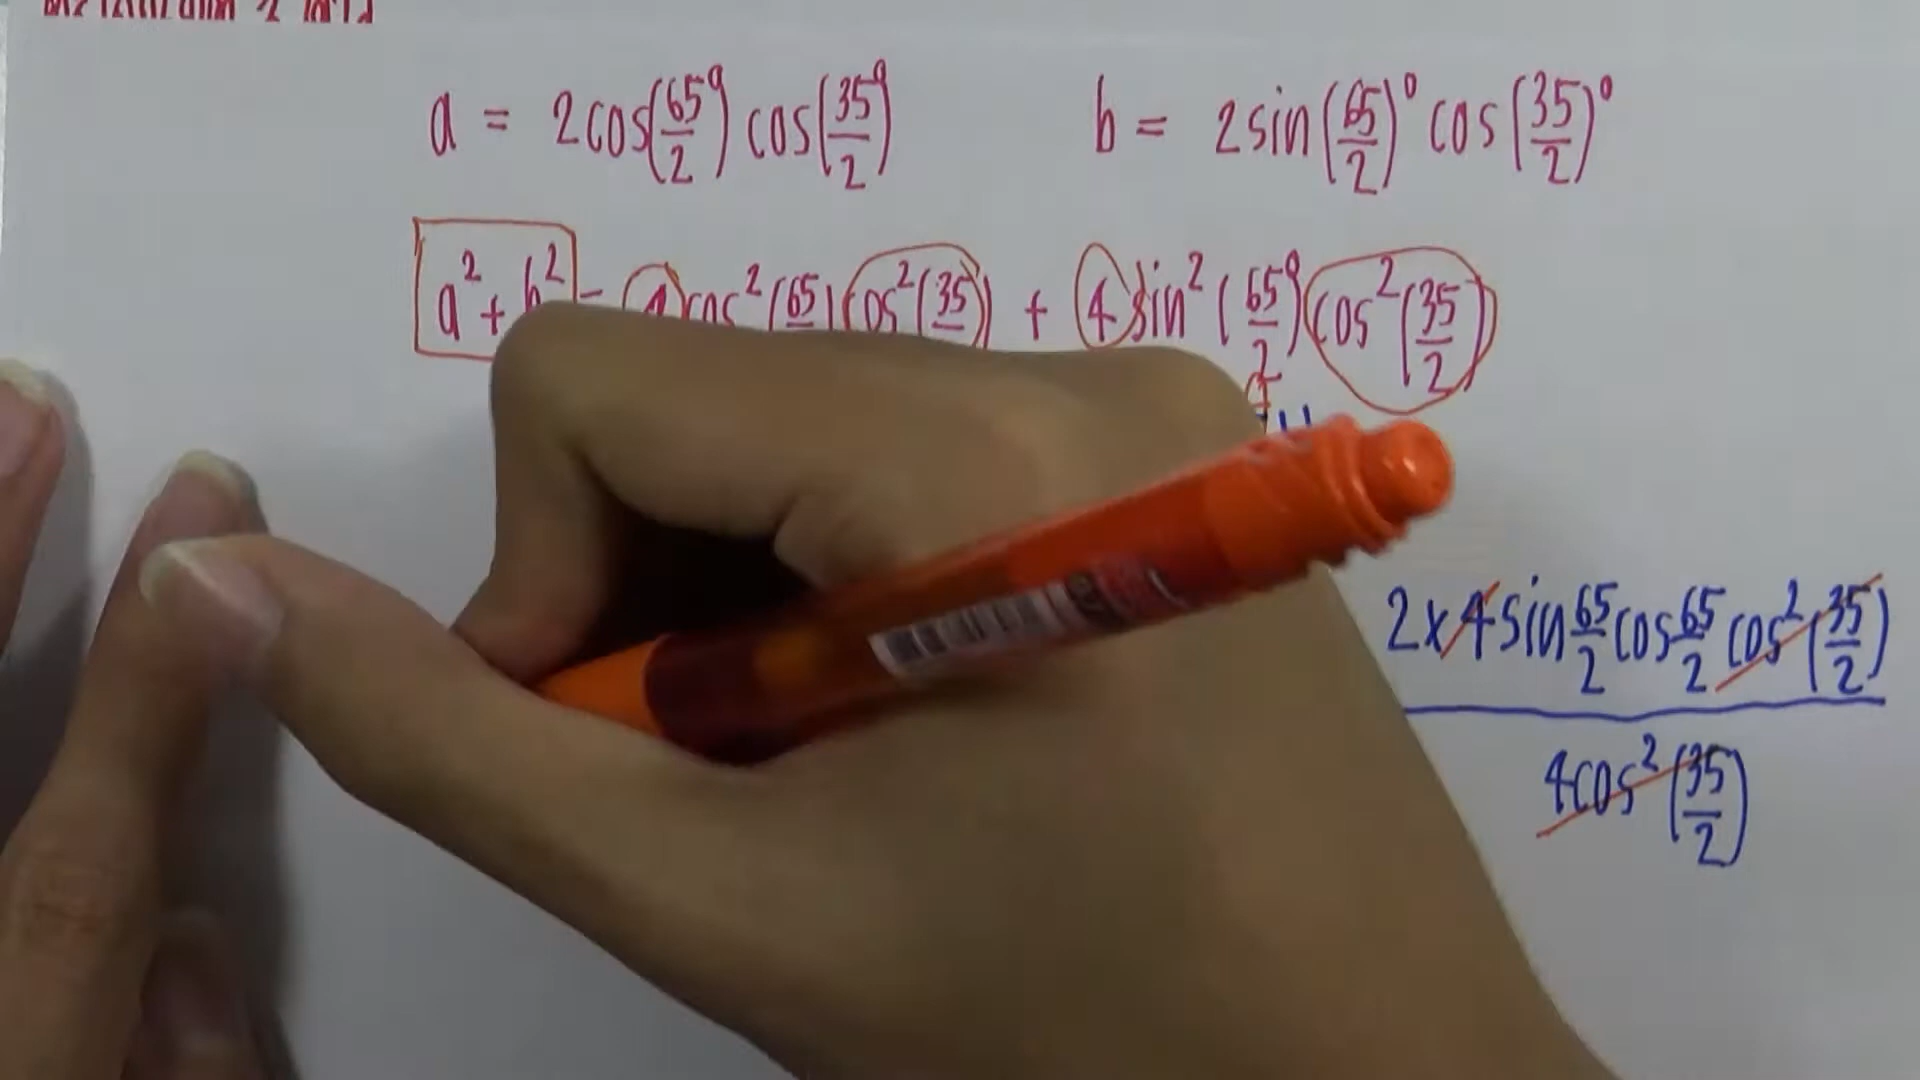 a = 2cos(65/2)° cos(35/2)° b = 2sin(65/2)° cos(35/2)°
a² + b² = 4cos²(65/2) cos²(35/2) + 4sin²(65/2)° cos²(35/2)
2x4sin 65/2 cos 65/2 cos²(35/2)
4cos²(35/2)